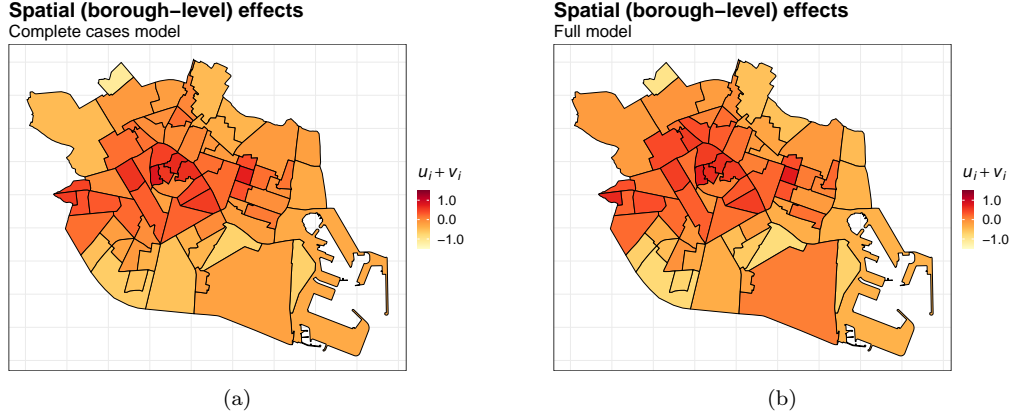 Spatial (borough−level) effects
Complete cases model
u_i + v_i
1.0
0.0
−1.0
(a)
Spatial (borough−level) effects
Full model
u_i + v_i
1.0
0.0
−1.0
(b)